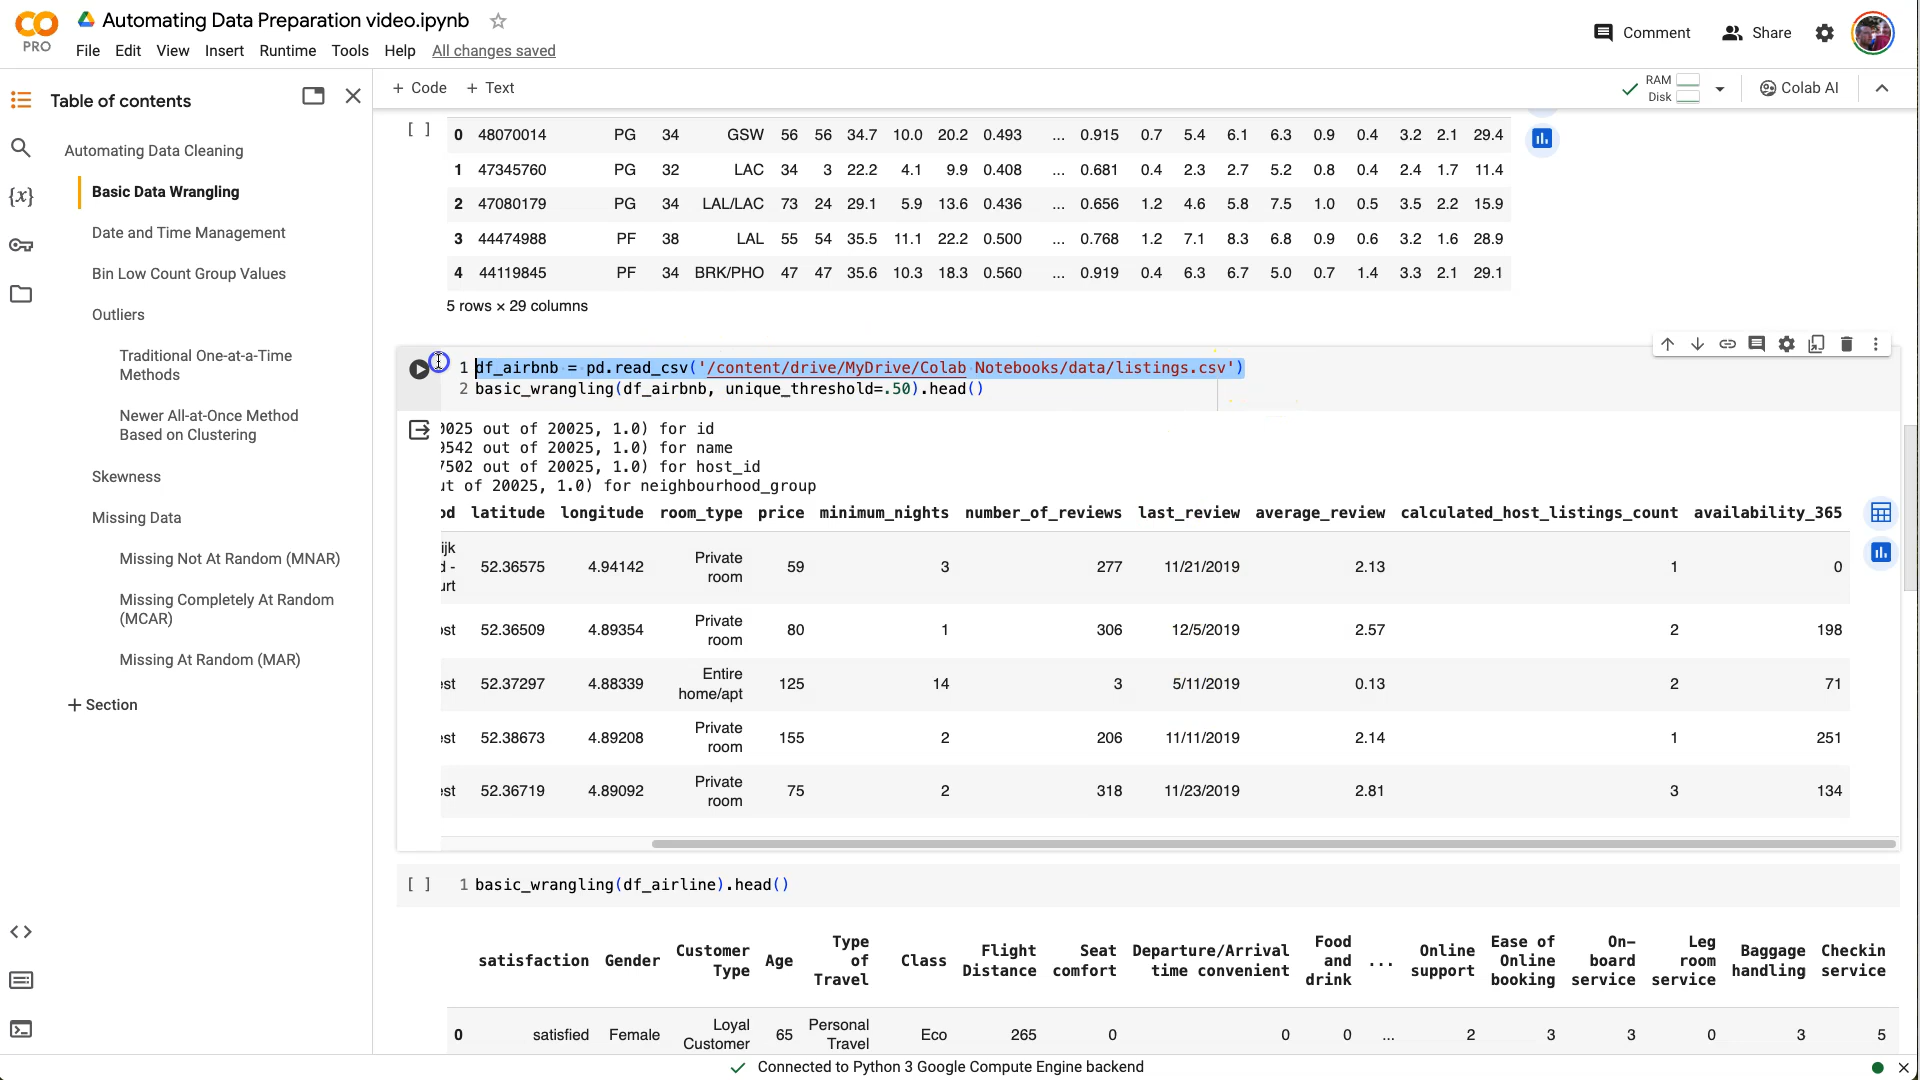 Automating Data Preparation video.ipynb
PRO
File Edit View Insert Runtime Tools Help All changes saved
Comment Share
Table of contents
+ Code + Text
RAM
Disk
Colab AI
Automating Data Cleaning
Basic Data Wrangling
Date and Time Management
Bin Low Count Group Values
Outliers
Traditional One-at-a-Time
Methods
Newer All-at-Once Method
Based on Clustering
Skewness
Missing Data
Missing Not At Random (MNAR)
Missing Completely At Random
(MCAR)
Missing At Random (MAR)
+ Section
{x}
[ ]
0 48070014 PG 34 GSW 56 56 34.7 10.0 20.2 0.493 ... 0.915 0.7 5.4 6.1 6.3 0.9 0.4 3.2 2.1 29.4
1 47345760 PG 32 LAC 34 3 22.2 4.1 9.9 0.408 ... 0.681 0.4 2.3 2.7 5.2 0.8 0.4 2.4 1.7 11.4
2 47080179 PG 34 LAL/LAC 73 24 29.1 5.9 13.6 0.436 ... 0.656 1.2 4.6 5.8 7.5 1.0 0.5 3.5 2.2 15.9
3 44474988 PF 38 LAL 55 54 35.5 11.1 22.2 0.500 ... 0.768 1.2 7.1 8.3 6.8 0.9 0.6 3.2 1.6 28.9
4 44119845 PF 34 BRK/PHO 47 47 35.6 10.3 18.3 0.560 ... 0.919 0.4 6.3 6.7 5.0 0.7 1.4 3.3 2.1 29.1
5 rows × 29 columns
1 df_airbnb = pd.read_csv('/content/drive/MyDrive/Colab Notebooks/data/listings.csv')
2 basic_wrangling(df_airbnb, unique_threshold=.50).head()
0025 out of 20025, 1.0) for id
9542 out of 20025, 1.0) for name
7502 out of 20025, 1.0) for host_id
ut of 20025, 1.0) for neighbourhood_group
od latitude longitude room_type price minimum_nights number_of_reviews last_review average_review calculated_host_listings_count availability_365
ijk
d -
urt
52.36575 4.94142 Private room 59 3 277 11/21/2019 2.13 1 0
ost 52.36509 4.89354 Private room 80 1 306 12/5/2019 2.57 2 198
est 52.37297 4.88339 Entire home/apt 125 14 3 5/11/2019 0.13 2 71
est 52.38673 4.89208 Private room 155 2 206 11/11/2019 2.14 1 251
est 52.36719 4.89092 Private room 75 2 318 11/23/2019 2.81 3 134
[ ] 1 basic_wrangling(df_airline).head()
satisfaction Gender Customer Type Age Type of Travel Class Flight Distance Seat comfort Departure/Arrival time convenient Food and drink ... Online support Ease of Online booking On-board service Leg room service Baggage handling Checkin service
0 satisfied Female Loyal Customer 65 Personal Travel Eco 265 0 0 0 ... 2 3 3 0 3 5
Connected to Python 3 Google Compute Engine backend